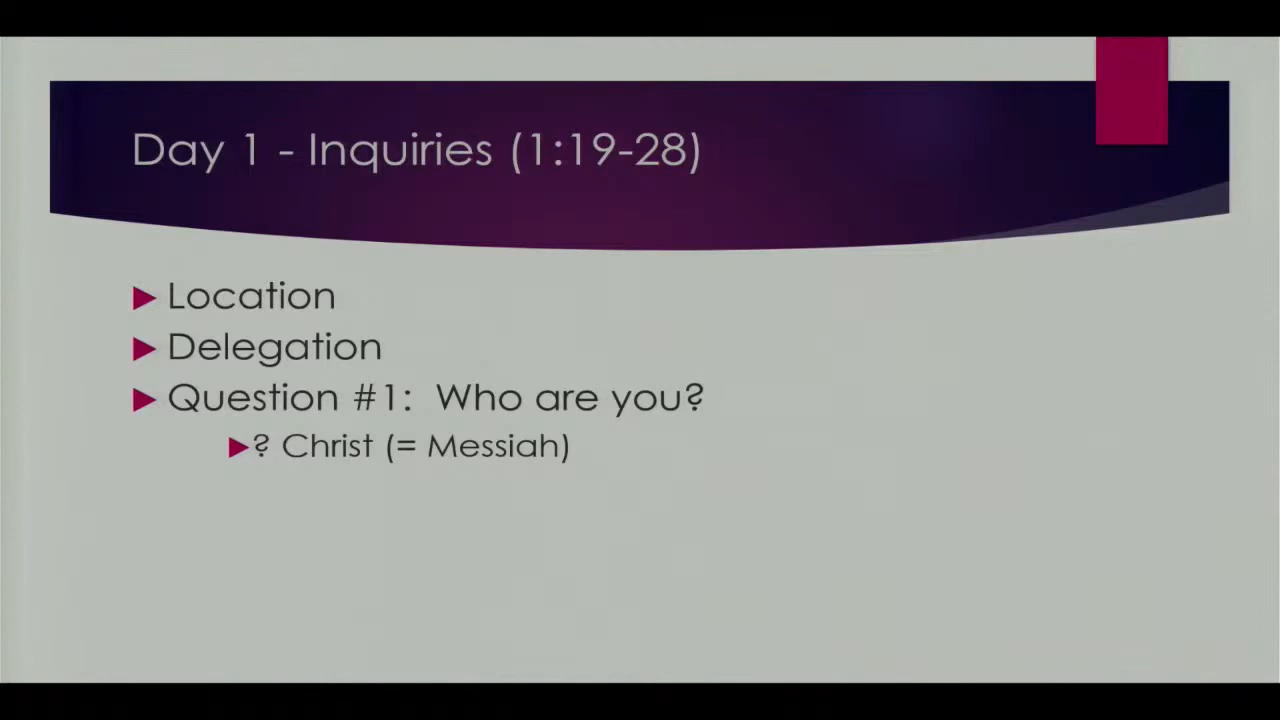 Day 1 - Inquiries (1:19-28)
Location
Delegation
Question #1: Who are you?
? Christ (= Messiah)